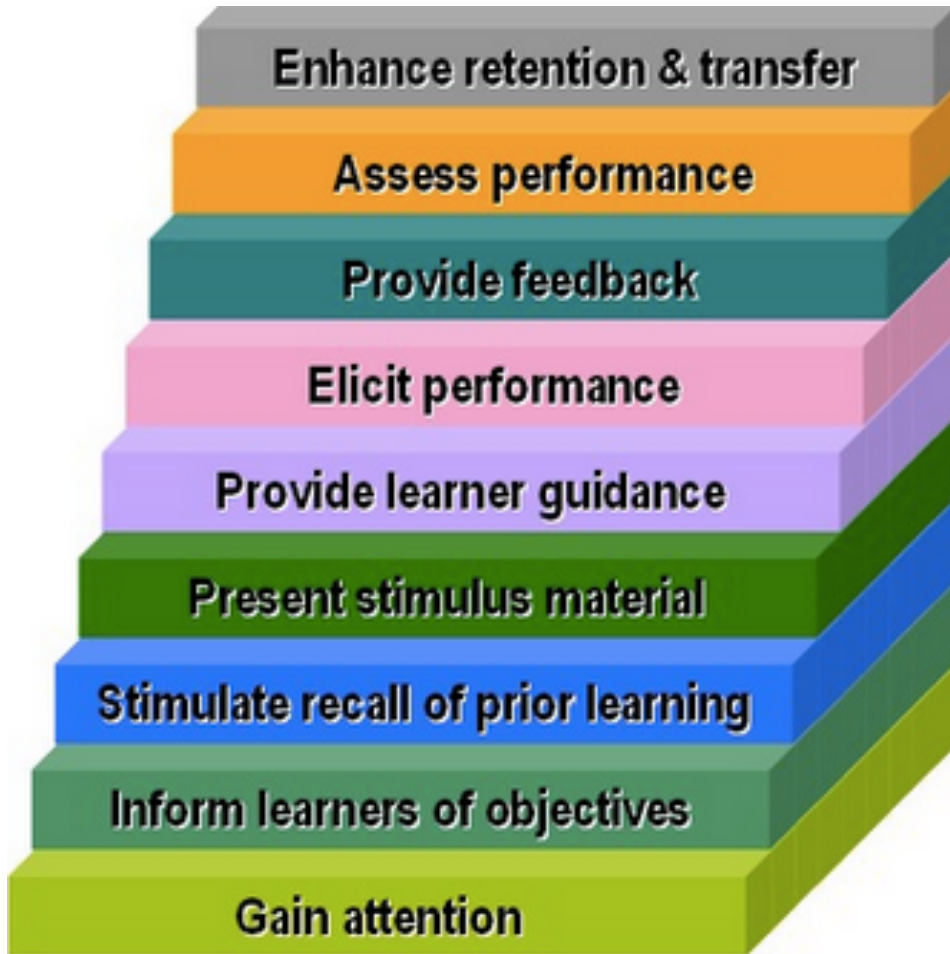 Enhance retention & transfer
Assess performance
Provide feedback
Elicit performance
Provide learner guidance
Present stimulus material
Stimulate recall of prior learning
Inform learners of objectives
Gain attention